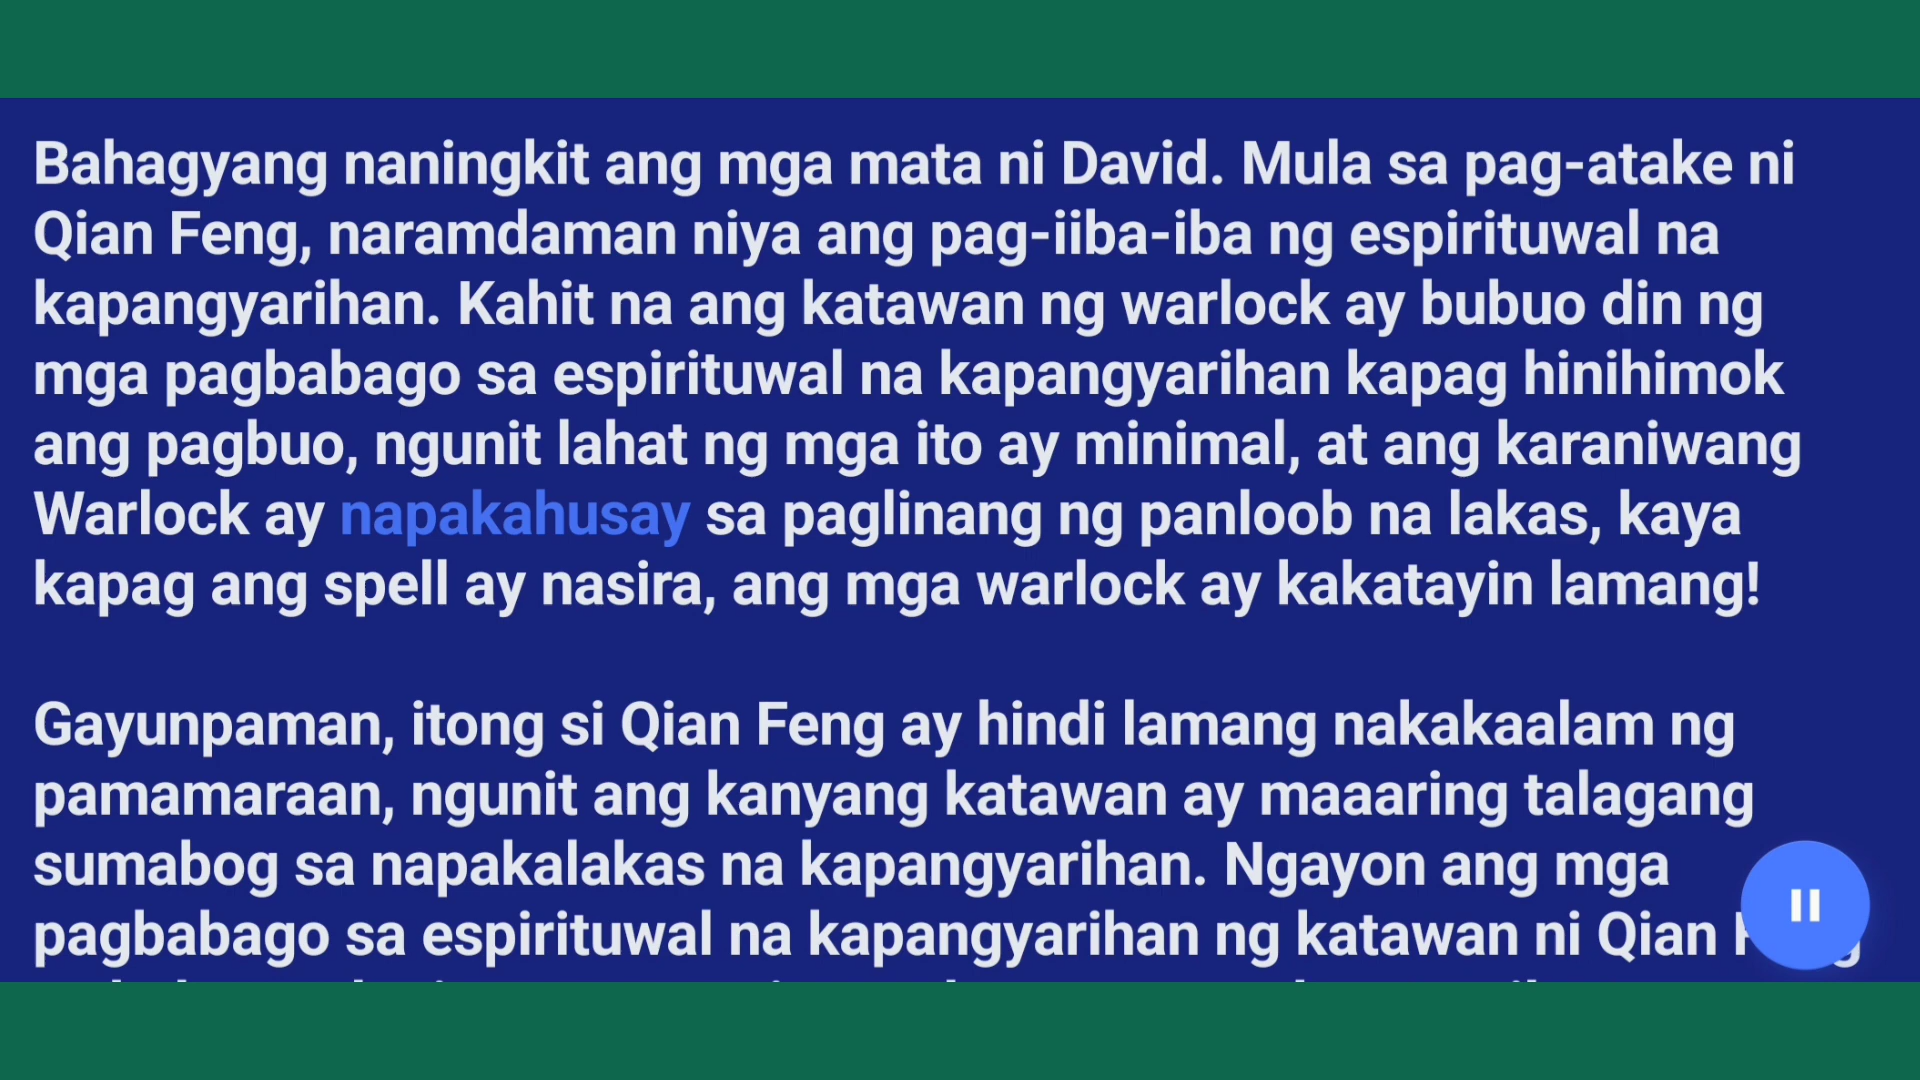 Bahagyang naningkit ang mga mata ni David. Mula sa pag-atake ni
Qian Feng, naramdaman niya ang pag-iiba-iba ng espirituwal na
kapangyarihan. Kahit na ang katawan ng warlock ay bubuo din ng
mga pagbabago sa espirituwal na kapangyarihan kapag hinihimok
ang pagbuo, ngunit lahat ng mga ito ay minimal, at ang karaniwang
Warlock ay napakahusay sa paglinang ng panloob na lakas, kaya
kapag ang spell ay nasira, ang mga warlock ay kakatayin lamang!
Gayunpaman, itong si Qian Feng ay hindi lamang nakakaalam ng
pamamaraan, ngunit ang kanyang katawan ay maaaring talagang
sumabog sa napakalakas na kapangyarihan. Ngayon ang mga
pagbabago sa espirituwal na kapangyarihan ng katawan ni Qian